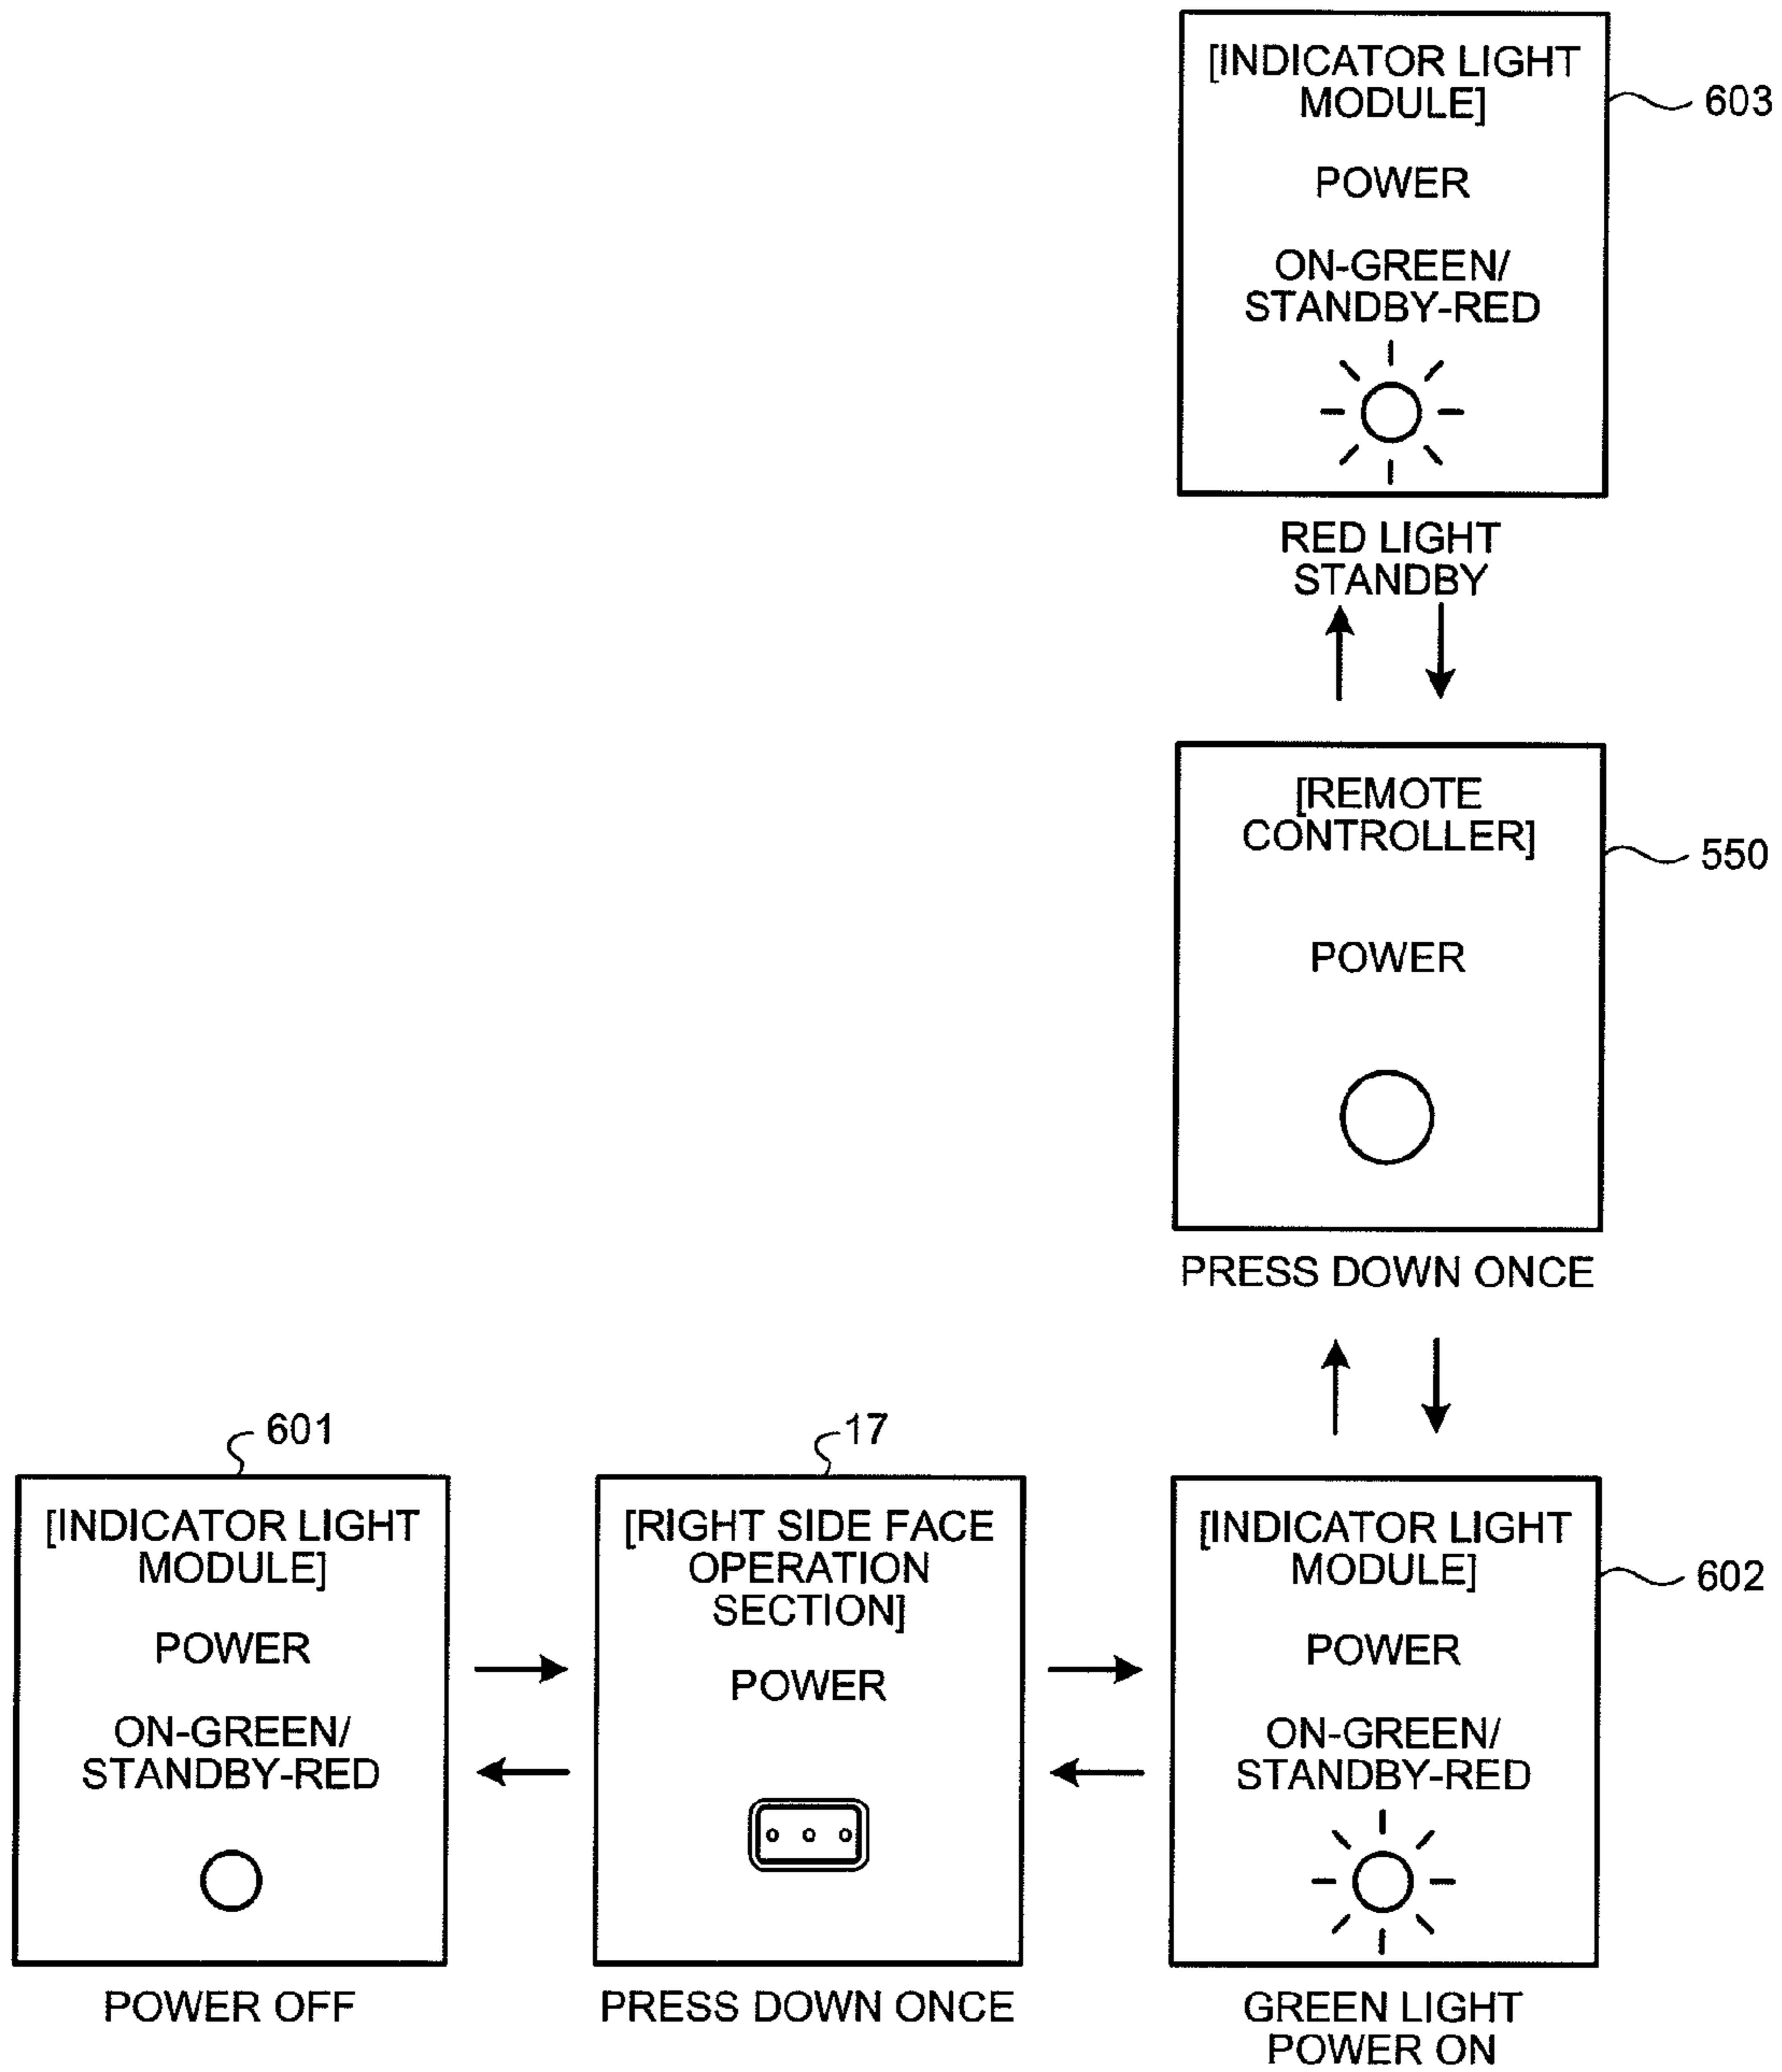 [INDICATOR LIGHT
MODULE]
603
POWER
ON-GREEN/
STANDBY-RED
RED LIGHT
STANDBY
[REMOTE
CONTROLLER]
550
POWER
PRESS DOWN ONCE
601
[INDICATOR LIGHT
MODULE]
POWER
ON-GREEN/
STANDBY-RED
POWER OFF
17
[RIGHT SIDE FACE
OPERATION
SECTION]
POWER
PRESS DOWN ONCE
[INDICATOR LIGHT
MODULE]
602
POWER
ON-GREEN/
STANDBY-RED
GREEN LIGHT
POWER ON